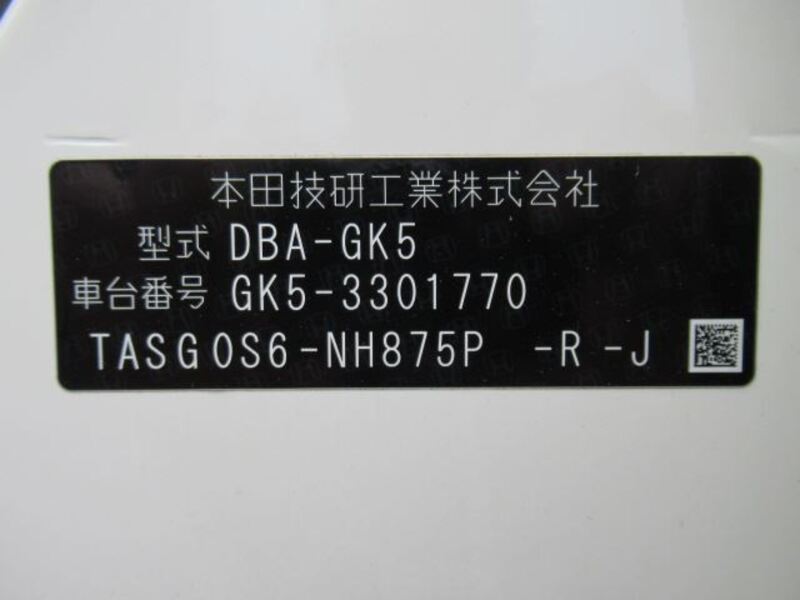 本田技研工業株式会社
型式 DBA-GK5
車台番号 GK5-3301770
TASG0S6-NH875P -R-J